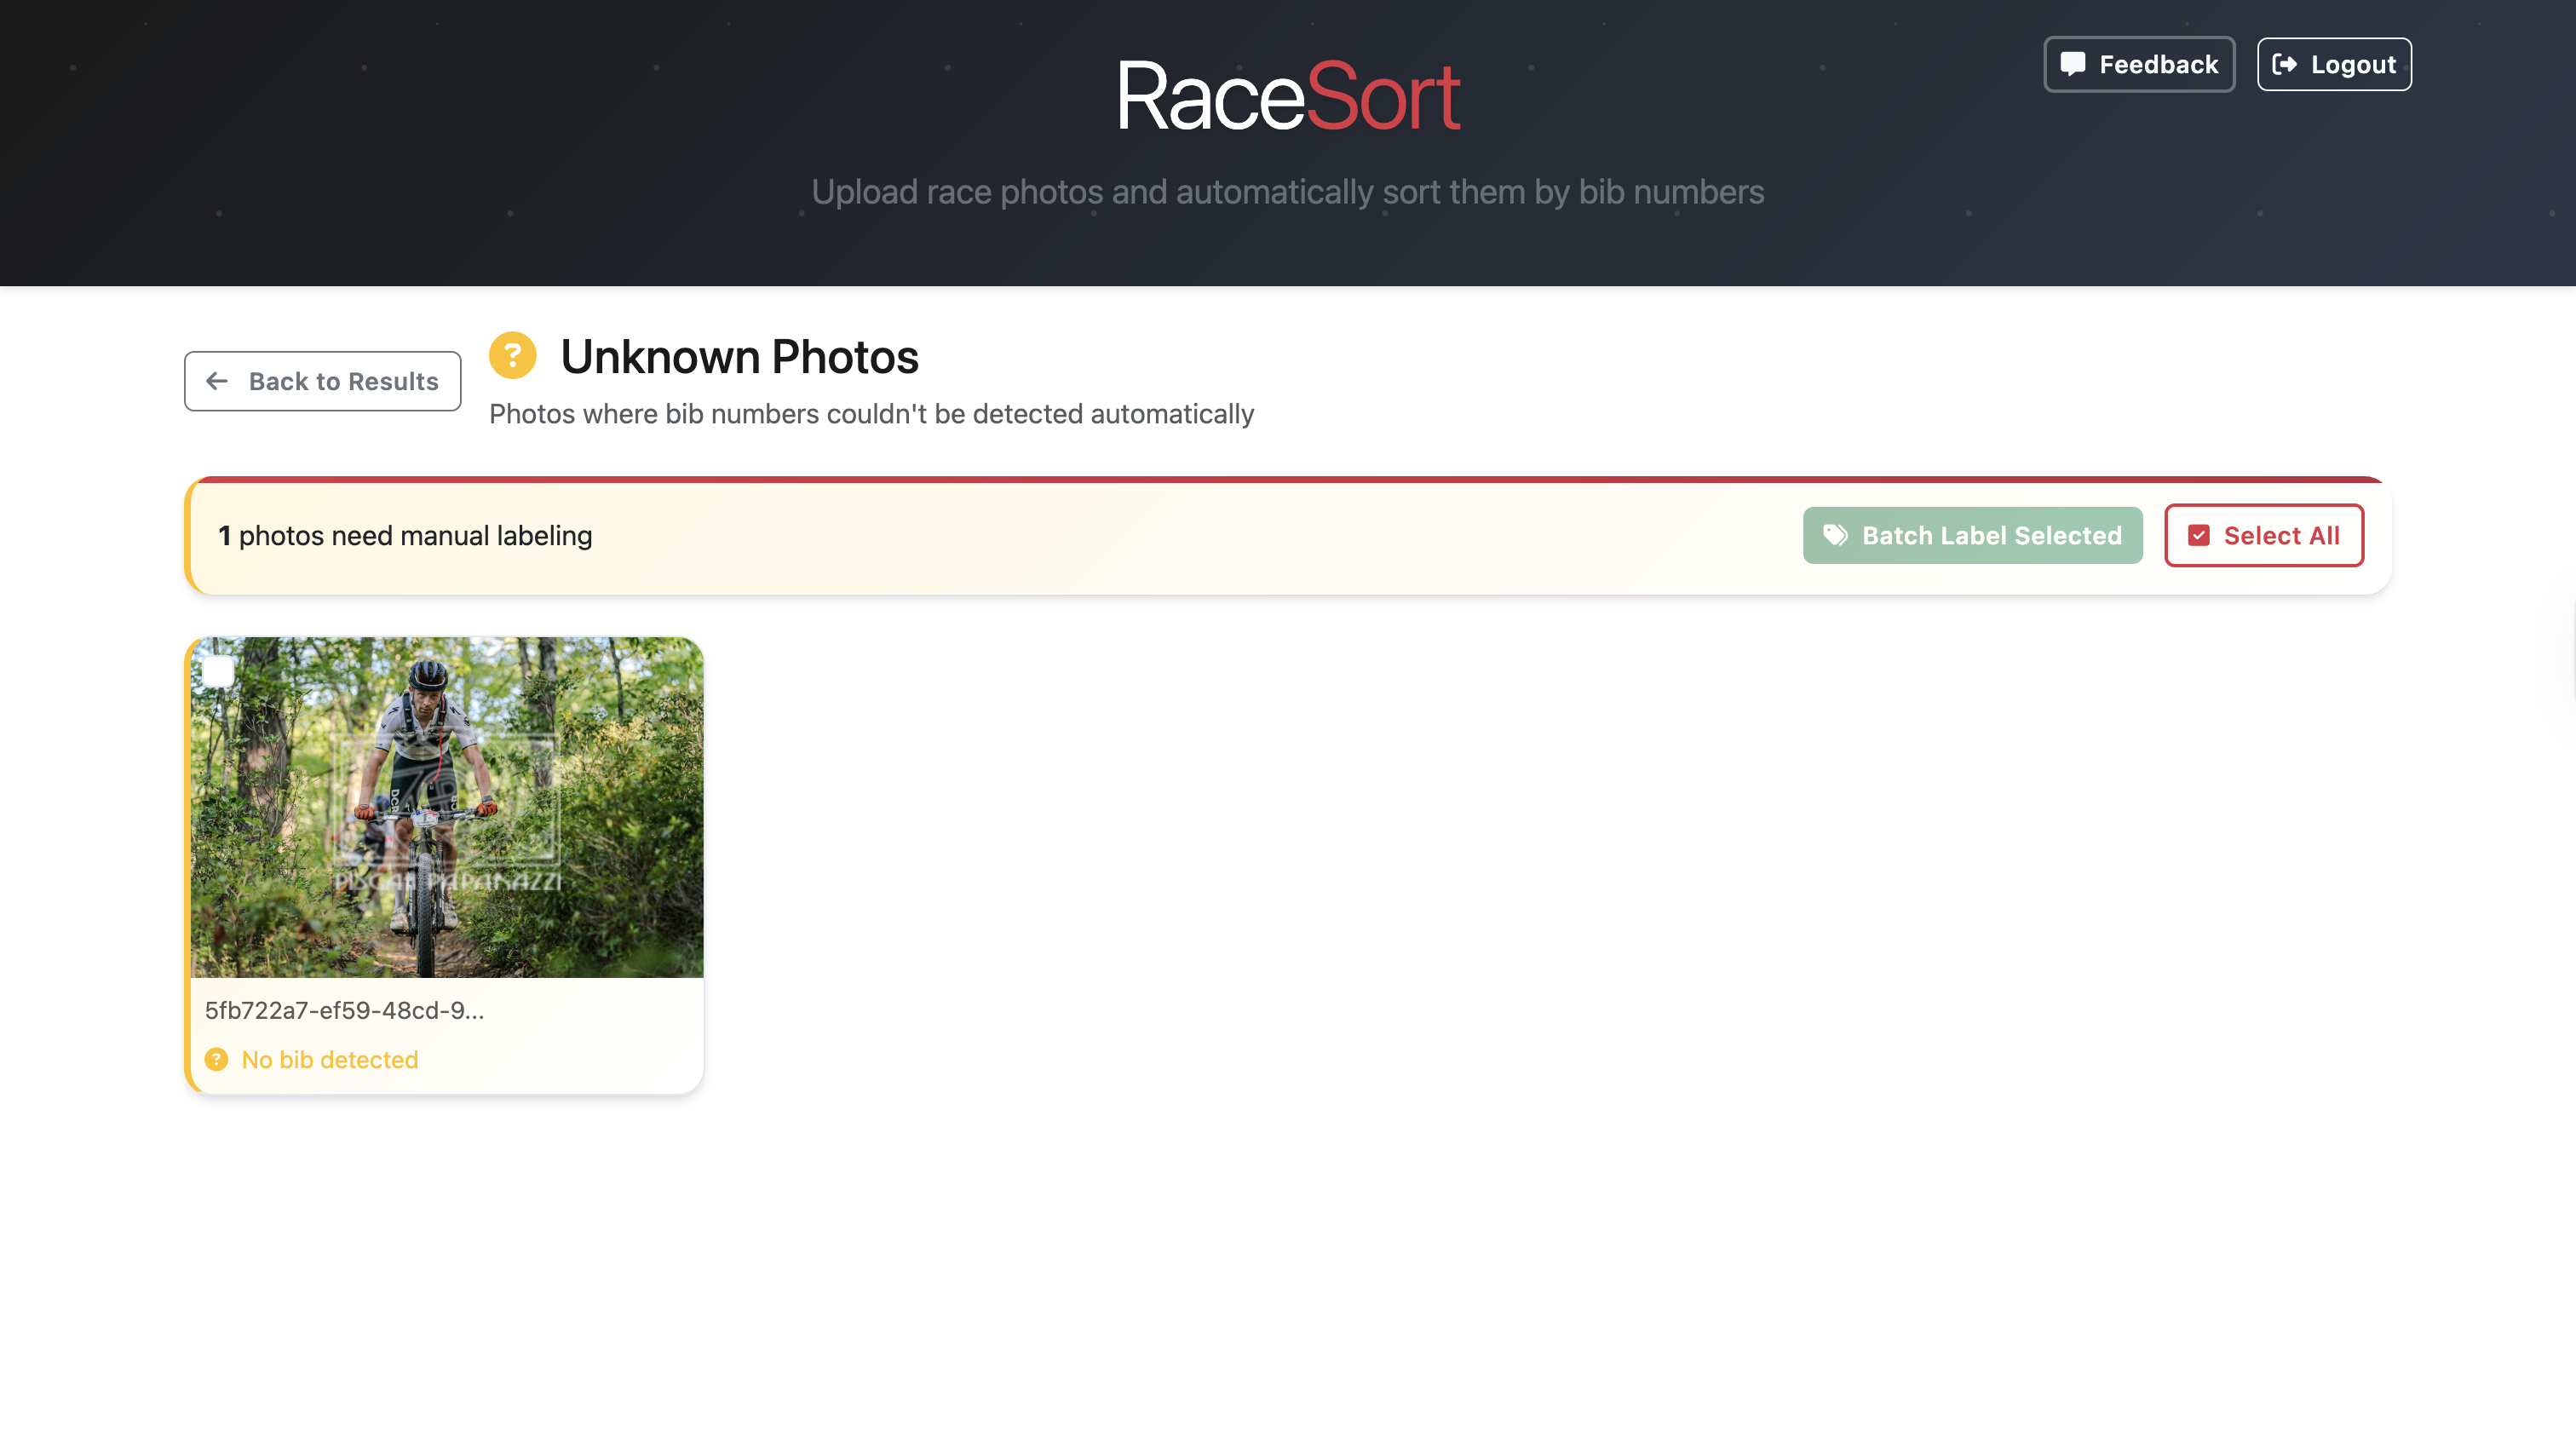 RaceSort
Feedback
Logout
Upload race photos and automatically sort them by bib numbers
Back to Results
Unknown Photos
Photos where bib numbers couldn't be detected automatically
1 photos need manual labeling
Batch Label Selected
Select All
PISGAH PAPARAZZI
5fb722a7-ef59-48cd-9...
No bib detected